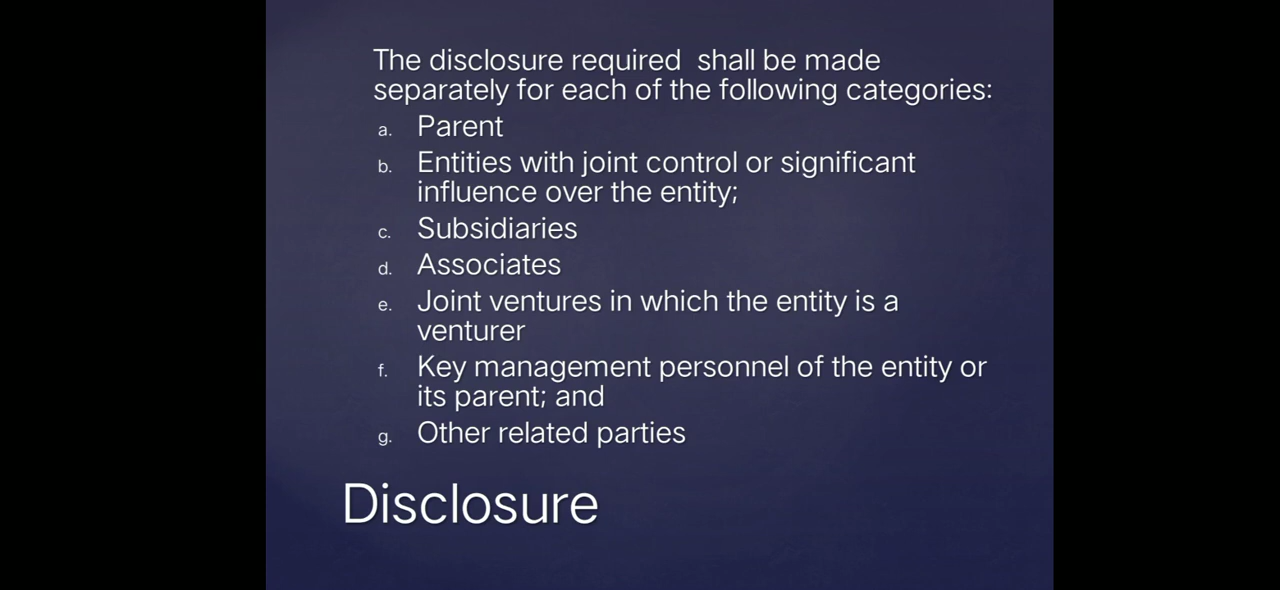 The disclosure required  shall be made
separately for each of the following categories:
a. Parent
b. Entities with joint control or significant
influence over the entity;
c. Subsidiaries
d. Associates
e. Joint ventures in which the entity is a
venturer
f. Key management personnel of the entity or
its parent; and
g. Other related parties
Disclosure